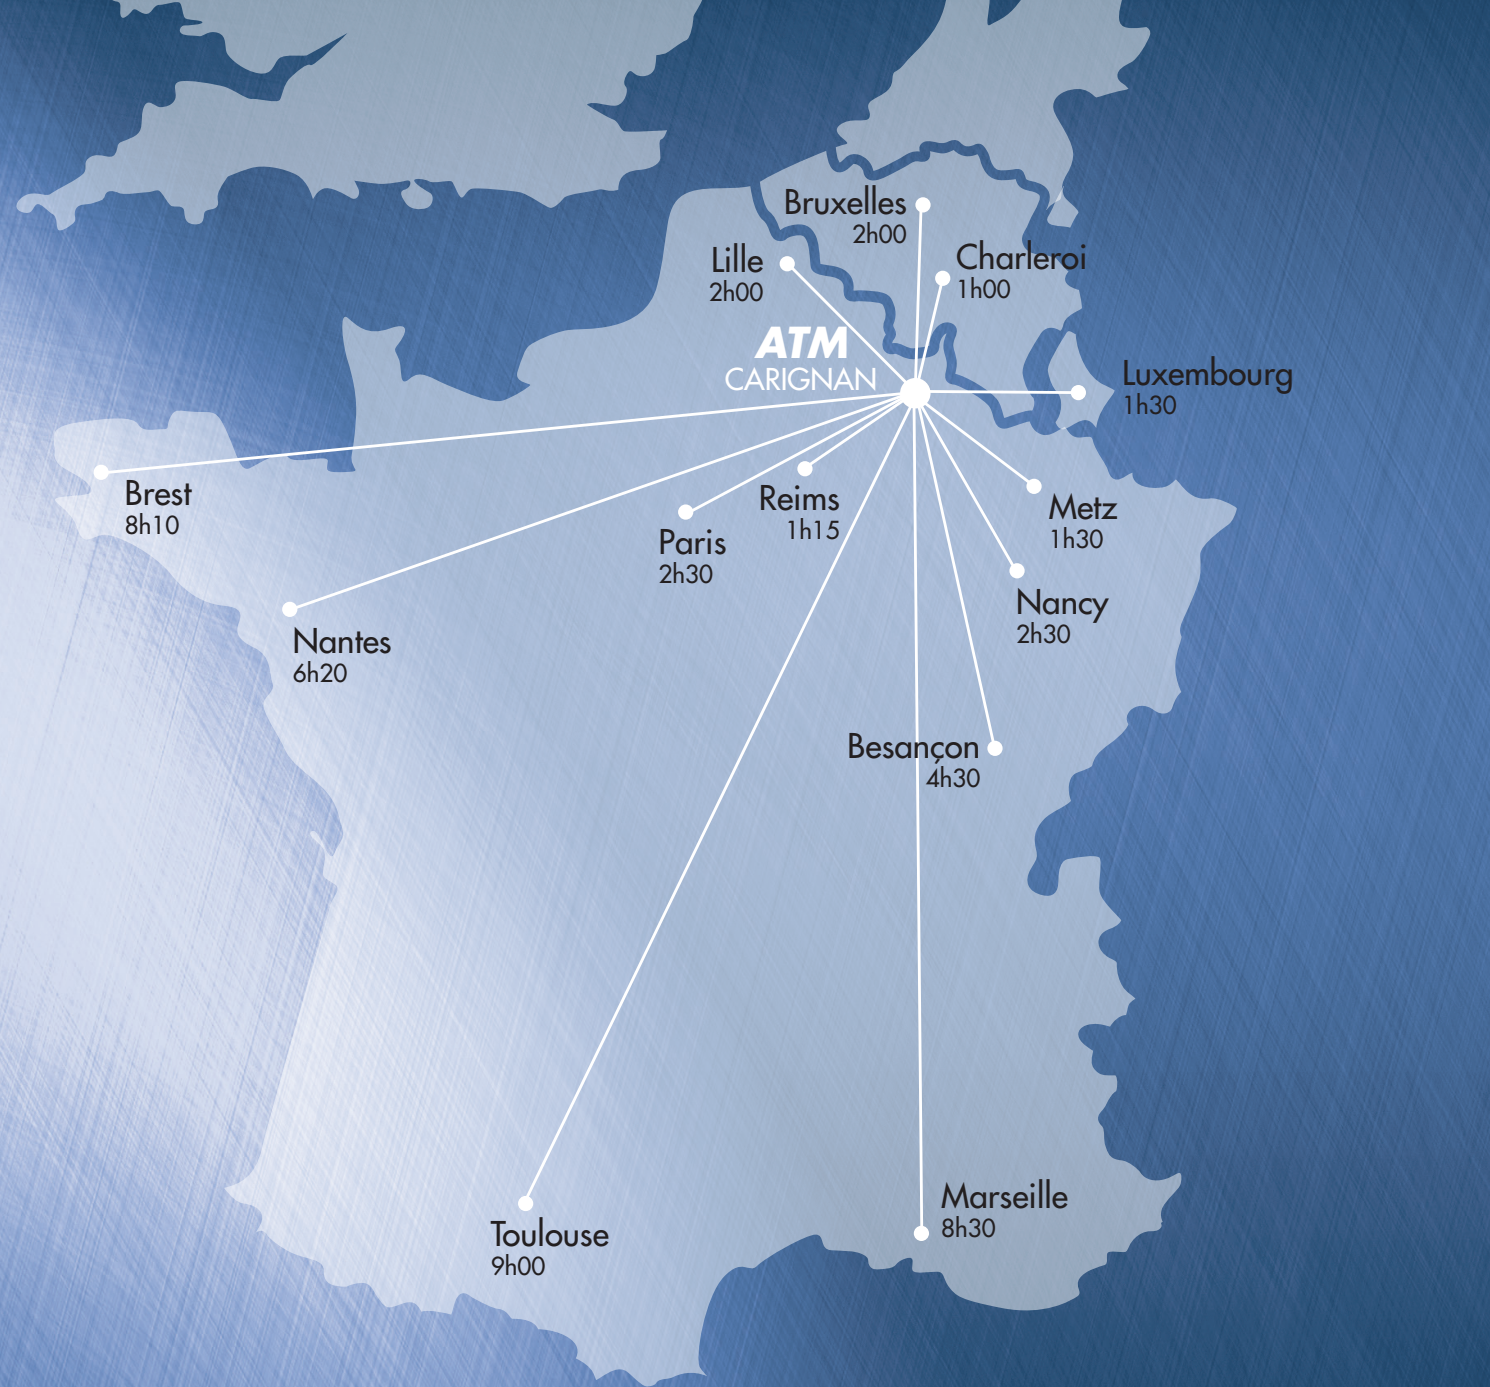 Bruxelles
2h00
Charleroi
1h00
Lille
2h00
ATM
CARIGNAN
Luxembourg
1h30
Brest
8h10
Reims
1h15
Metz
1h30
Paris
2h30
Nancy
2h30
Nantes
6h20
Besançon
4h30
Marseille
8h30
Toulouse
9h00